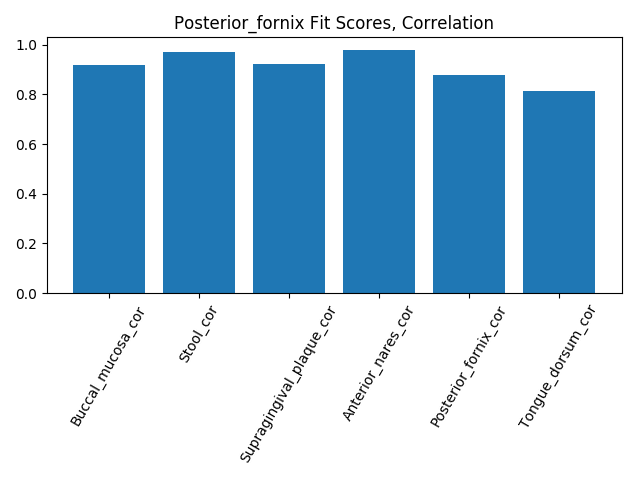 Posterior_fornix Fit Scores, Correlation
1.0
0.8
0.6
0.4
0.2
0.0
Buccal_mucosa_cor
Stool_cor
Supragingival_plaque_cor
Anterior_nares_cor
Posterior_fornix_cor
Tongue_dorsum_cor